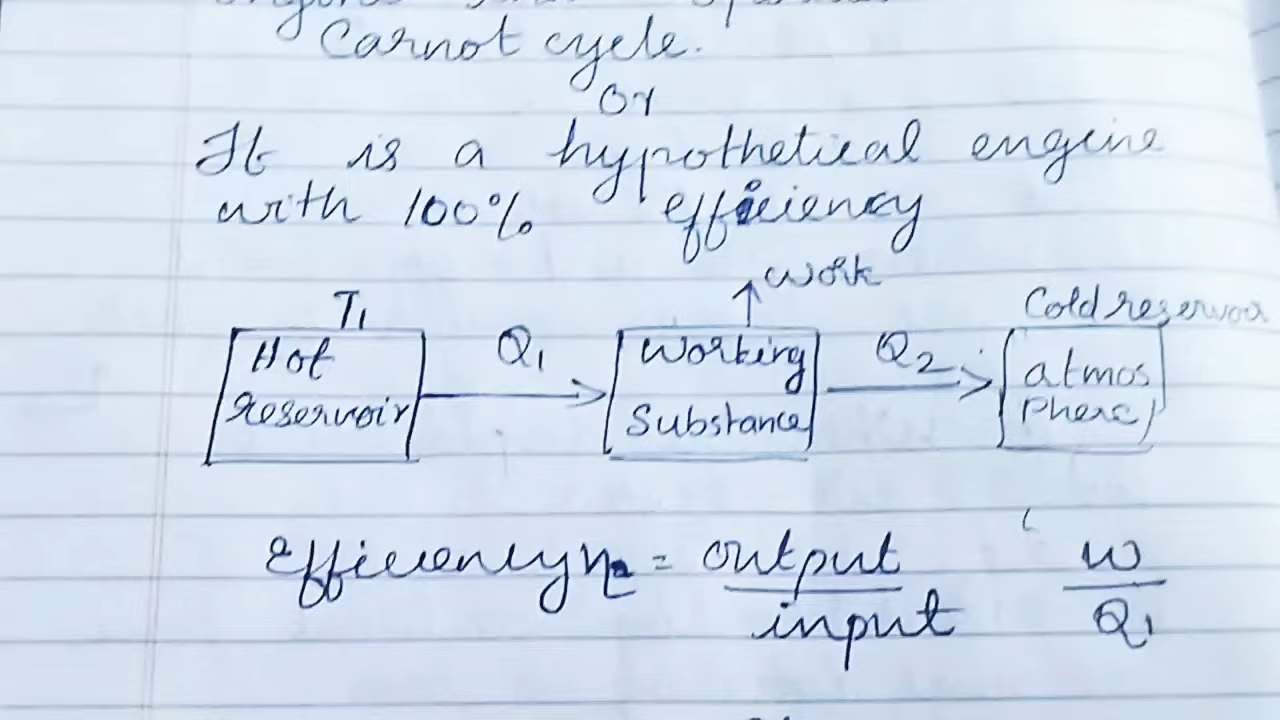 Carnot cycle.
Or
It is a hypothetical engine
with 100% efficiency
Work
T1
Cold reservoir
Hot
reservoir
Q1
Working
Substance
Q2
atmos
phere
Efficiency η = output
input
W
Q1